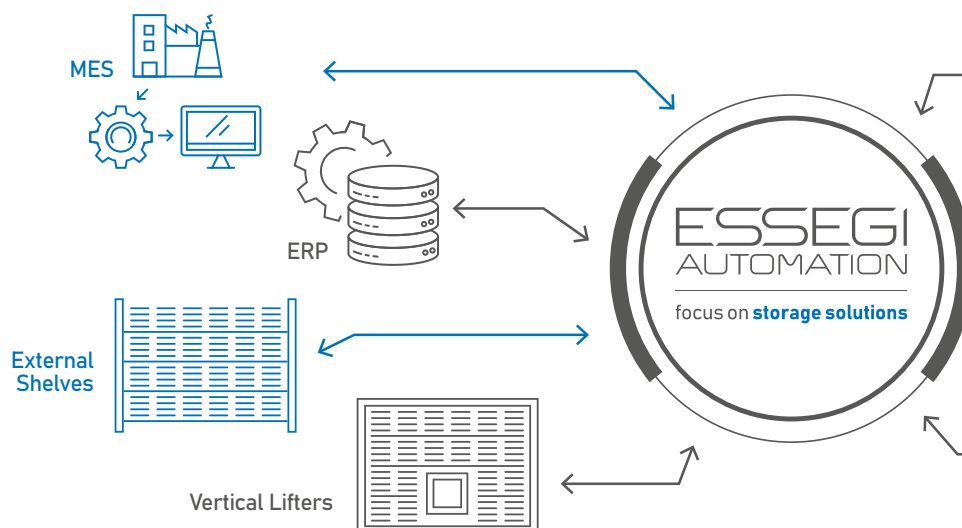 MES
ERP
ESSEGI
AUTOMATION
focus on storage solutions
External
Shelves
Vertical Lifters